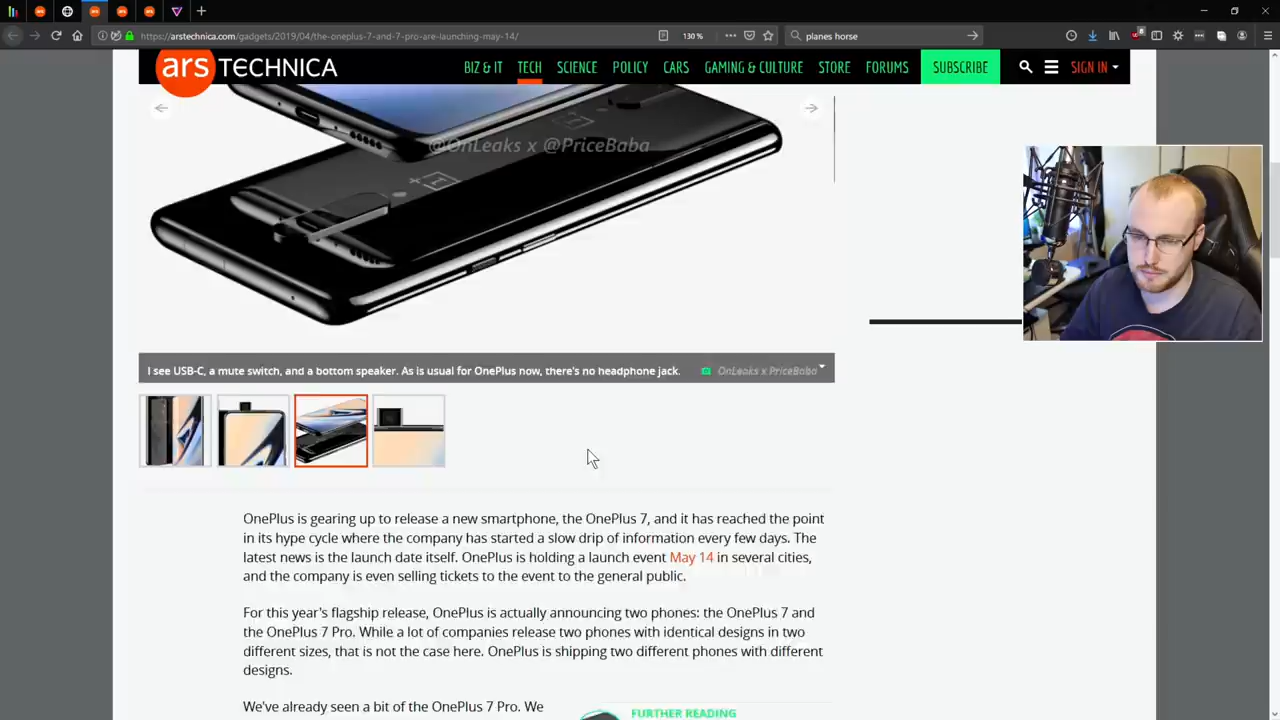 https://arstechnica.com/gadgets/2019/04/the-oneplus-7-and-7-pro-are-launching-may-14/
130%
planes horse
ars TECHNICA
BIZ & IT TECH SCIENCE POLICY CARS GAMING & CULTURE STORE FORUMS SUBSCRIBE SIGN IN
@OnLeaks x @PriceBaba
I see USB-C, a mute switch, and a bottom speaker. As is usual for OnePlus now, there's no headphone jack.
OnLeaks x PriceBaba
OnePlus is gearing up to release a new smartphone, the OnePlus 7, and it has reached the point
in its hype cycle where the company has started a slow drip of information every few days. The
latest news is the launch date itself. OnePlus is holding a launch event May 14 in several cities,
and the company is even selling tickets to the event to the general public.
For this year's flagship release, OnePlus is actually announcing two phones: the OnePlus 7 and
the OnePlus 7 Pro. While a lot of companies release two phones with identical designs in two
different sizes, that is not the case here. OnePlus is shipping two different phones with different
designs.
We've already seen a bit of the OnePlus 7 Pro. We
FURTHER READING